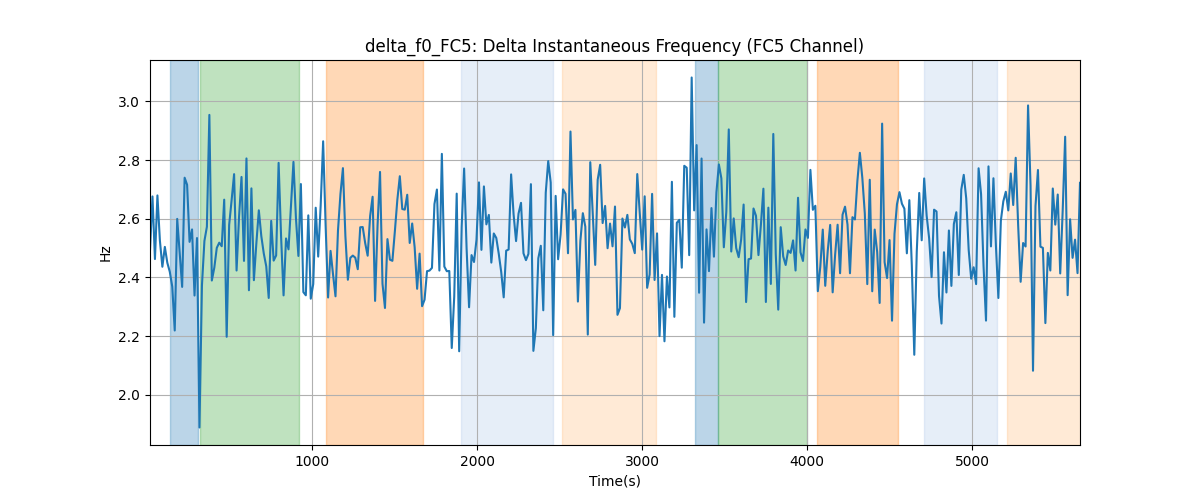 delta_f0_FC5: Delta Instantaneous Frequency (FC5 Channel)
3.0
2.8
2.6
2.4
2.2
2.0
Hz
1000 2000 3000 4000 5000
Time(s)